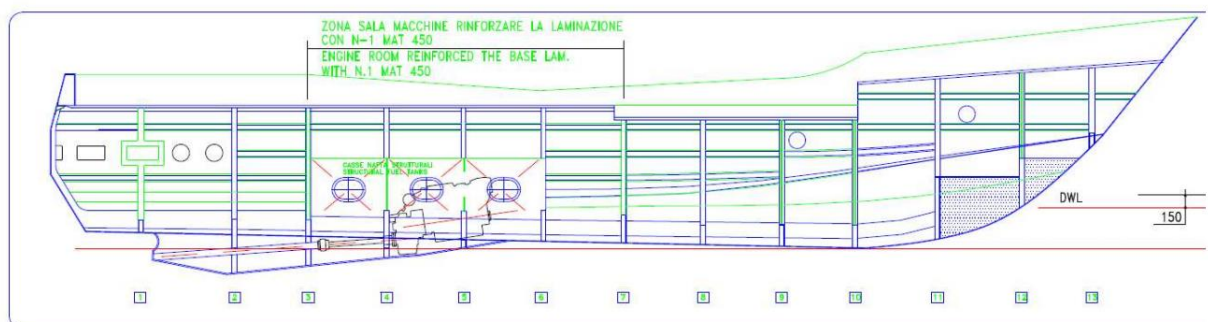 ZONA SALA MACCHINE RINFORZARE LA LAMINAZIONE
CON N-1 MAT 450
ENGINE ROOM REINFORCED THE BASE LAM.
WITH N.1 MAT 450
CASSE NAFTA STRUTTURALI
STRUCTURAL FUEL TANKS
DWL
150
1 2 3 4 5 6 7 8 9 10 11 12 13